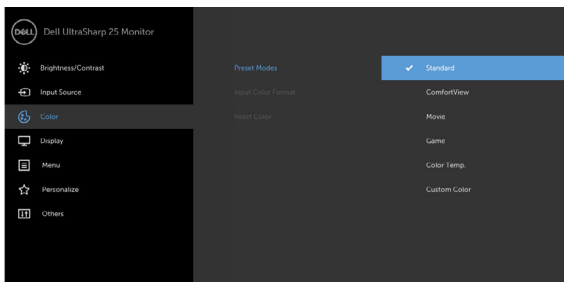 DELL Dell UltraSharp 25 Monitor
Brightness/Contrast
Input Source
Color
Display
Menu
Personalize
Others
Preset Modes
Input Color Format
Reset Color
Standard
ComfortView
Movie
Game
Color Temp.
Custom Color